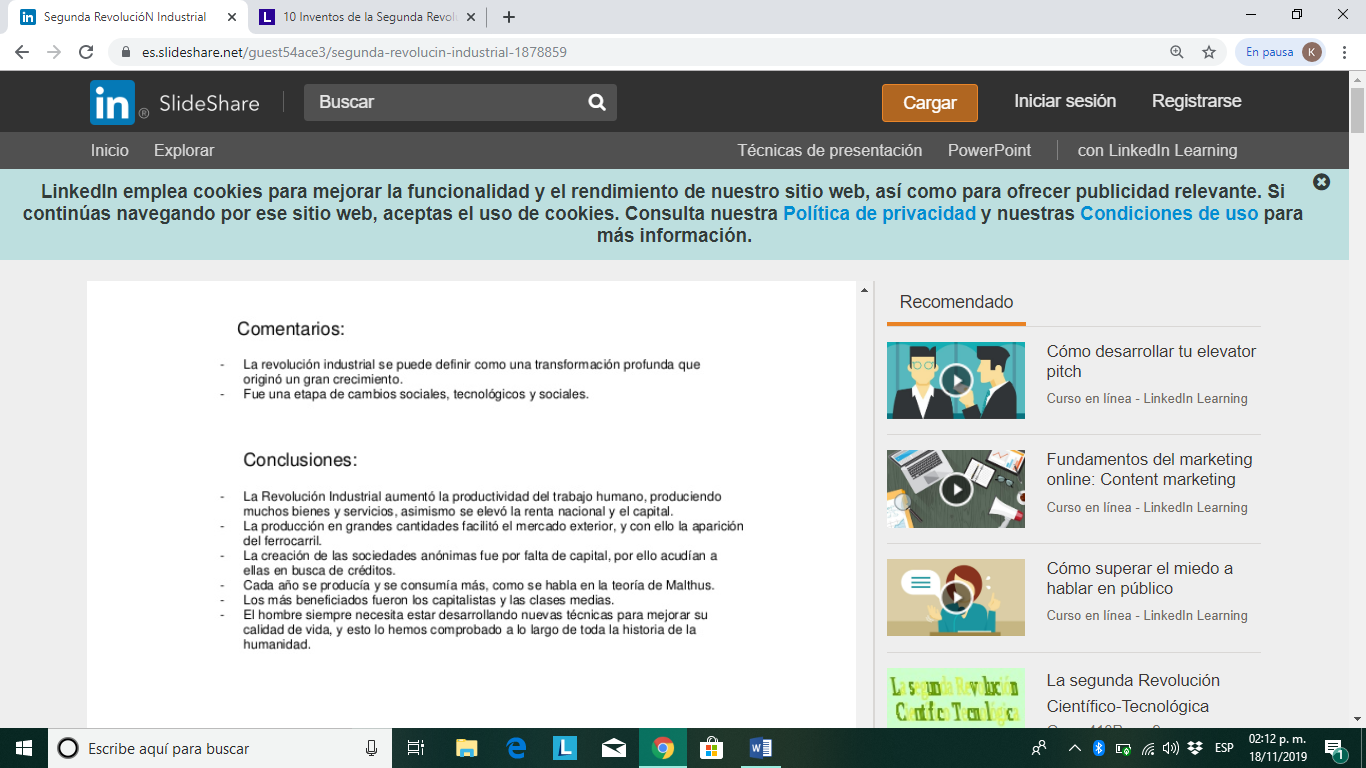 Segunda RevolucióN Industrial
10 Inventos de la Segunda Revol
es.slideshare.net/guest54ace3/segunda-revolucin-industrial-1878859
En pausa K
in ® SlideShare
Buscar
Cargar
Iniciar sesión
Registrarse
Inicio
Explorar
Técnicas de presentación
PowerPoint
con LinkedIn Learning
LinkedIn emplea cookies para mejorar la funcionalidad y el rendimiento de nuestro sitio web, así como para ofrecer publicidad relevante. Si
continúas navegando por ese sitio web, aceptas el uso de cookies. Consulta nuestra Política de privacidad y nuestras Condiciones de uso para
más información.
Comentarios:
- La revolución industrial se puede definir como una transformación profunda que
originó un gran crecimiento.
- Fue una etapa de cambios sociales, tecnológicos y sociales.
Conclusiones:
- La Revolución Industrial aumentó la productividad del trabajo humano, produciendo
muchos bienes y servicios, asimismo se elevó la renta nacional y el capital.
- La producción en grandes cantidades facilitó el mercado exterior, y con ello la aparición
del ferrocarril.
- La creación de las sociedades anónimas fue por falta de capital, por ello acudían a
ellas en busca de créditos.
- Cada año se producía y se consumía más, como se habla en la teoría de Malthus.
- Los más beneficiados fueron los capitalistas y las clases medias.
- El hombre siempre necesita estar desarrollando nuevas técnicas para mejorar su
calidad de vida, y esto lo hemos comprobado a lo largo de toda la historia de la
humanidad.
Recomendado
Cómo desarrollar tu elevator
pitch
Curso en línea - LinkedIn Learning
Fundamentos del marketing
online: Content marketing
Curso en línea - LinkedIn Learning
Cómo superar el miedo a
hablar en público
Curso en línea - LinkedIn Learning
La segunda Revolución
Científico Tecnológica
La segunda Revolución
Científico-Tecnológica
Escribe aquí para buscar
ESP
02:12 p. m.
18/11/2019
1